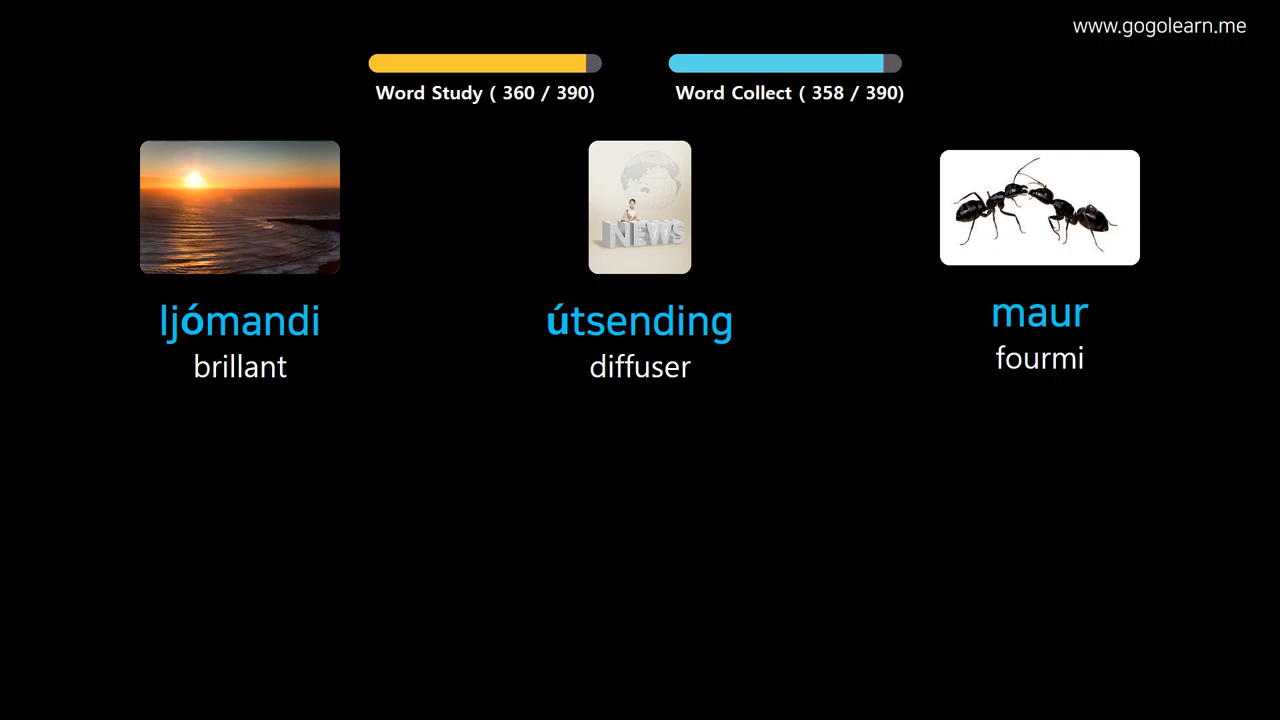 www.gogolearn.me
Word Study ( 360 / 390)
Word Collect ( 358 / 390)
NEWS
ljómandi
brillant
útsending
diffuser
maur
fourmi